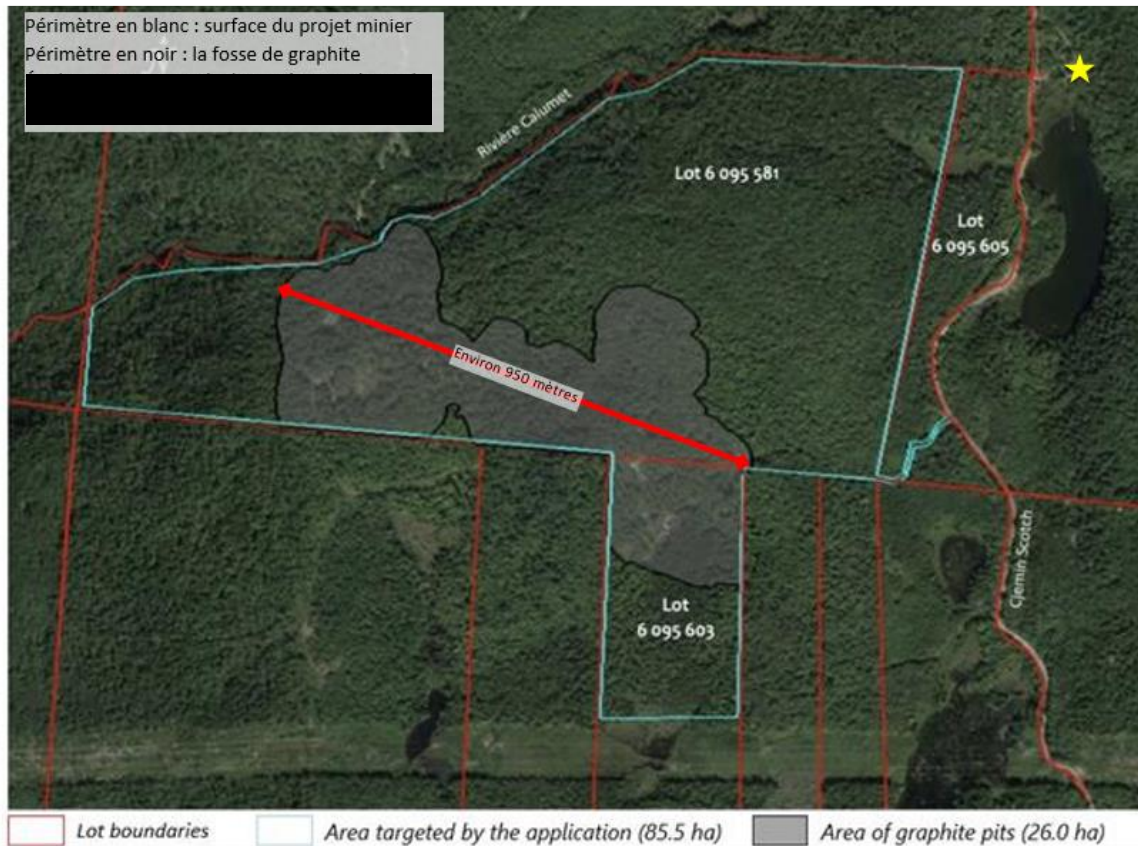 Périmètre en blanc : surface du projet minier
Périmètre en noir : la fosse de graphite
Rivière Calumet
Lot 6 095 581
Lot
6 095 605
Environ 950 mètres
Lot
6 095 603
Cjemin Scotch
Lot boundaries
Area targeted by the application (85.5 ha)
Area of graphite pits (26.0 ha)